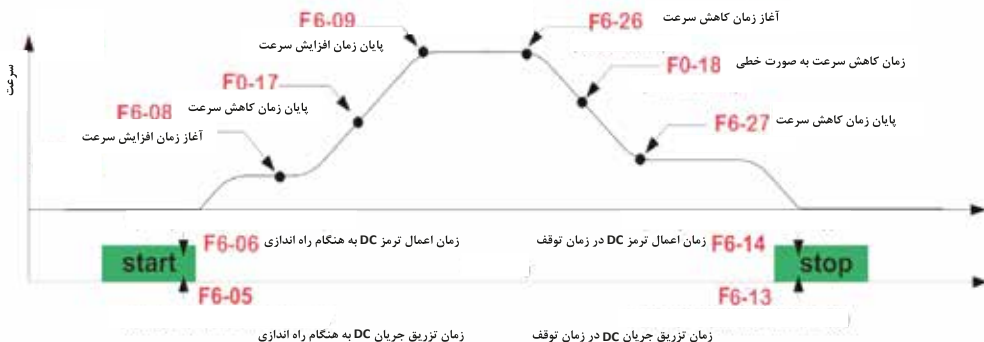 F6-09
پایان زمان افزایش سرعت
F6-26
آغاز زمان کاهش سرعت
سرعت
F0-17
پایان زمان کاهش سرعت
F0-18
زمان کاهش سرعت به صورت خطی
F6-08
آغاز زمان افزایش سرعت
F6-27
پایان زمان کاهش سرعت
start
F6-06
زمان اعمال ترمز DC به هنگام راه اندازی
زمان اعمال ترمز DC در زمان توقف
F6-14
stop
F6-05
F6-13
زمان تزریق جریان DC به هنگام راه اندازی
زمان تزریق جریان DC در زمان توقف